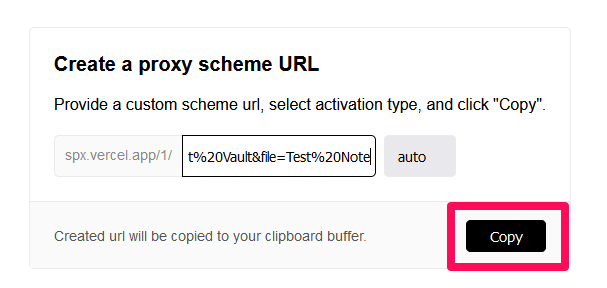 Create a proxy scheme URL
Provide a custom scheme url, select activation type, and click "Copy".
spx.vercel.app/1/ t%20Vault&file=Test%20Note auto
Created url will be copied to your clipboard buffer. Copy